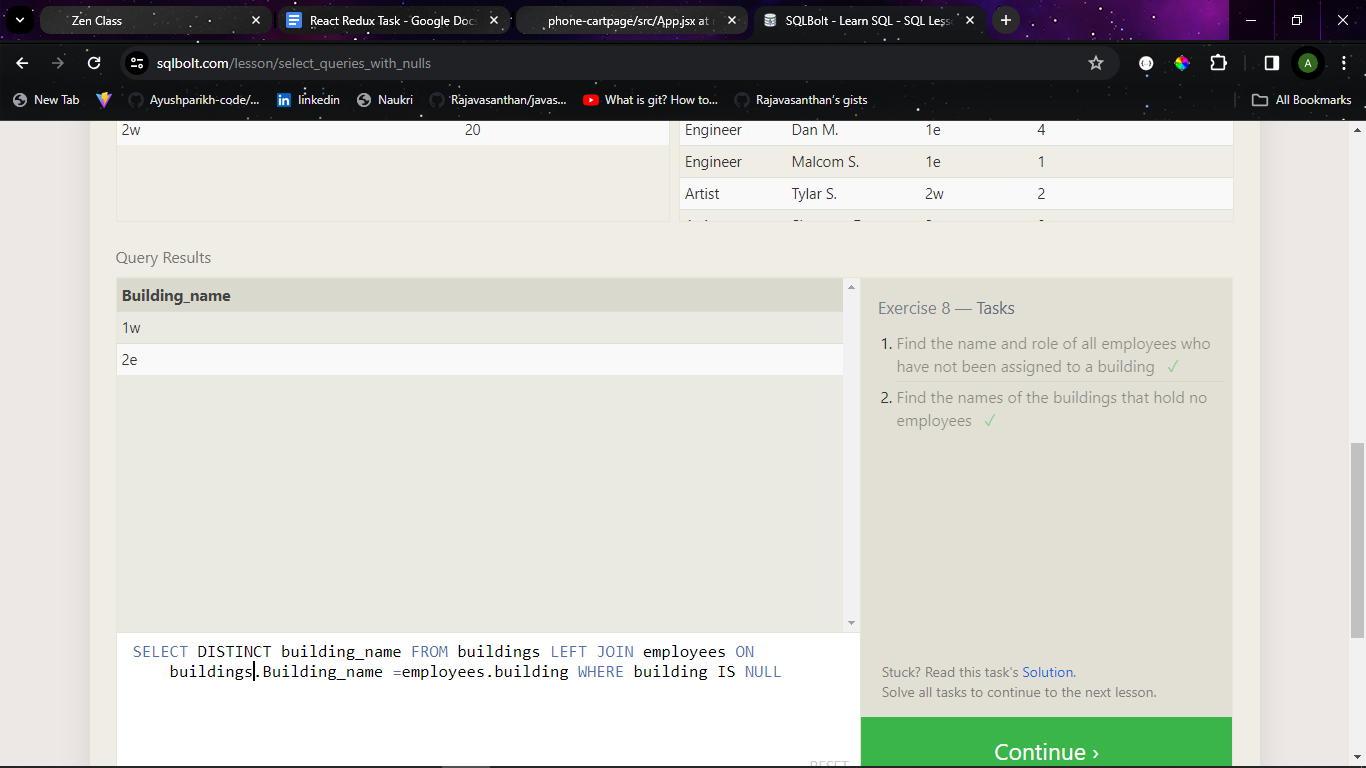 Zen Class
React Redux Task - Google Docs
phone-cartpage/src/App.jsx at
SQLBolt - Learn SQL - SQL Less
sqlbolt.com/lesson/select_queries_with_nulls
A
New Tab
Ayushparikh-code/...
linkedin
Naukri
Rajavasanthan/javas...
What is git? How to...
Rajavasanthan's gists
All Bookmarks
2w 20
Engineer Dan M. 1e 4
Engineer Malcom S. 1e 1
Artist Tylar S. 2w 2
Query Results
Building_name
1w
2e
Exercise 8 — Tasks
1. Find the name and role of all employees who
have not been assigned to a building ✓
2. Find the names of the buildings that hold no
employees ✓
SELECT DISTINCT building_name FROM buildings LEFT JOIN employees ON
buildings.Building_name =employees.building WHERE building IS NULL
Stuck? Read this task's Solution.
Solve all tasks to continue to the next lesson.
Continue ›
RESET